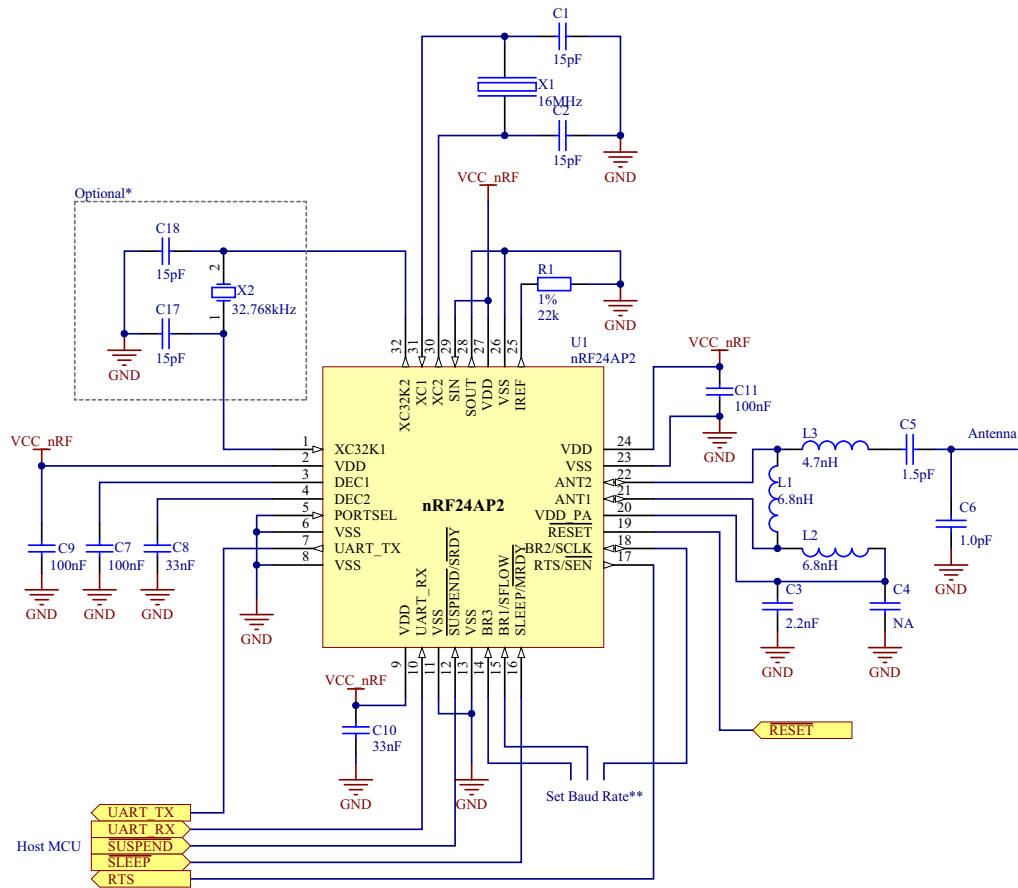 C1
15pF
X1
16MHz
C2
15pF
GND
VCC_nRF
Optional*
C18
15pF
2
X2
32.768kHz
1
C17
15pF
GND
R1
1%
22k
GND
U1
nRF24AP2
32
31
30
29
28
27
26
25
XC32K2
XC1
XC2
SIN
SOUT
VDD
VSS
IREF
VCC_nRF
C11
100nF
GND
VCC_nRF
1 XC32K1
2 VDD
3 DEC1
4 DEC2
5 PORTSEL
6 VSS
7 UART_TX
8 VSS
nRF24AP2
VDD 24
VSS 23
ANT2 22
ANT1 21
VDD_PA 20
RESET 19
BR2/SCLK 18
RTS/SEN 17
L3
4.7nH
C5
1.5pF
Antenna
L1
6.8nH
L2
6.8nH
C6
1.0pF
GND
C3
2.2nF
GND
C4
NA
GND
C9
100nF
GND
C7
100nF
GND
C8
33nF
GND
GND
VDD
UART_RX
VSS
SUSPEND/SRDY
VSS
BR3
BR1/SFLOW
SLEEP/MRDY
9
10
11
12
13
14
15
16
VCC_nRF
C10
33nF
GND
GND
RESET
Set Baud Rate**
Host MCU
UART_TX
UART_RX
SUSPEND
SLEEP
RTS